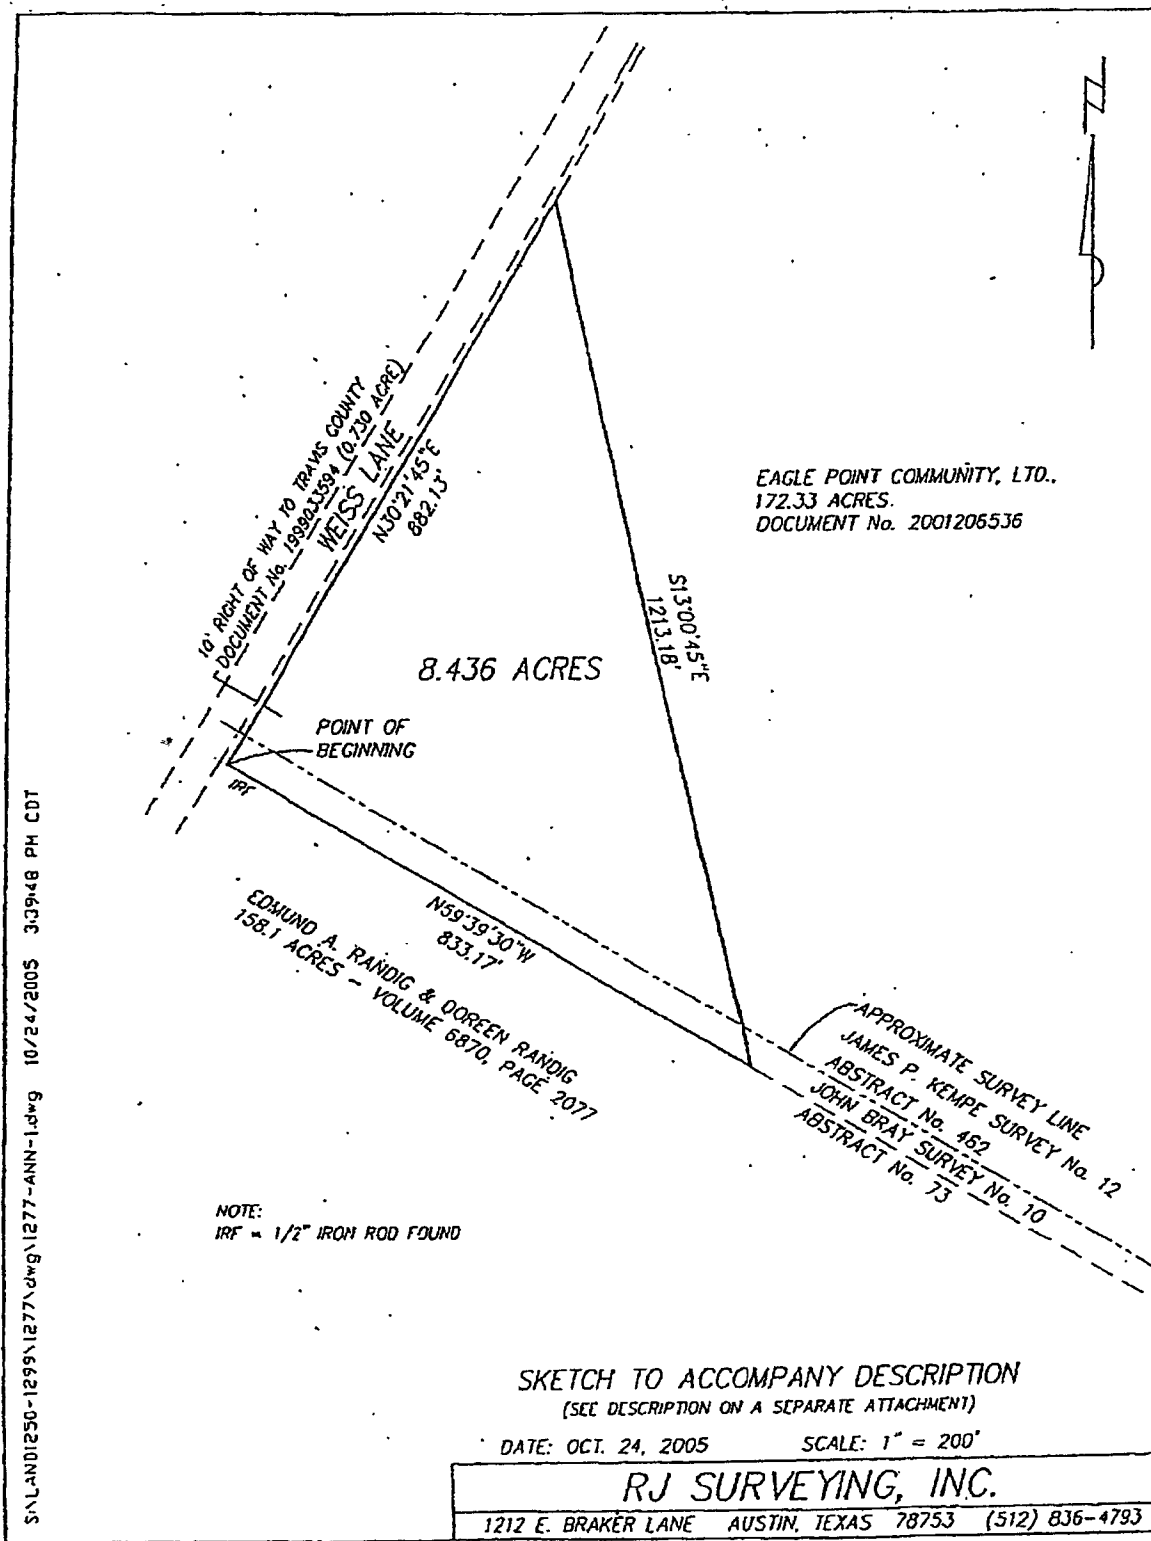 10' RIGHT OF WAY TO TRAVIS COUNTY
DOCUMENT No. 1999033594 (0.730 ACRE)
WEISS LANE
N30°21'45"E
882.13'
EAGLE POINT COMMUNITY, LTD.,
172.33 ACRES.
DOCUMENT No. 2001206536
S13°00'45"E
1213.18'
8.436 ACRES
POINT OF
BEGINNING
IRF
N59°39'30"W
833.17'
EDMUND A. RANDIG & DOREEN RANDIG
158.1 ACRES ~ VOLUME 6870, PAGE 2077
APPROXIMATE SURVEY LINE
JAMES P. KEMPE SURVEY No. 12
ABSTRACT No. 462
JOHN BRAY SURVEY No. 10
ABSTRACT No. 73
NOTE:
IRF = 1/2" IRON ROD FOUND
SKETCH TO ACCOMPANY DESCRIPTION
(SEE DESCRIPTION ON A SEPARATE ATTACHMENT)
DATE: OCT. 24, 2005 SCALE: 1" = 200'
RJ SURVEYING, INC.
1212 E. BRAKER LANE AUSTIN, TEXAS 78753 (512) 836-4793
S:\LAND1250-1299\1277\dwg\1277-ANN-1.dwg 10/24/2005 3:39:48 PM CDT